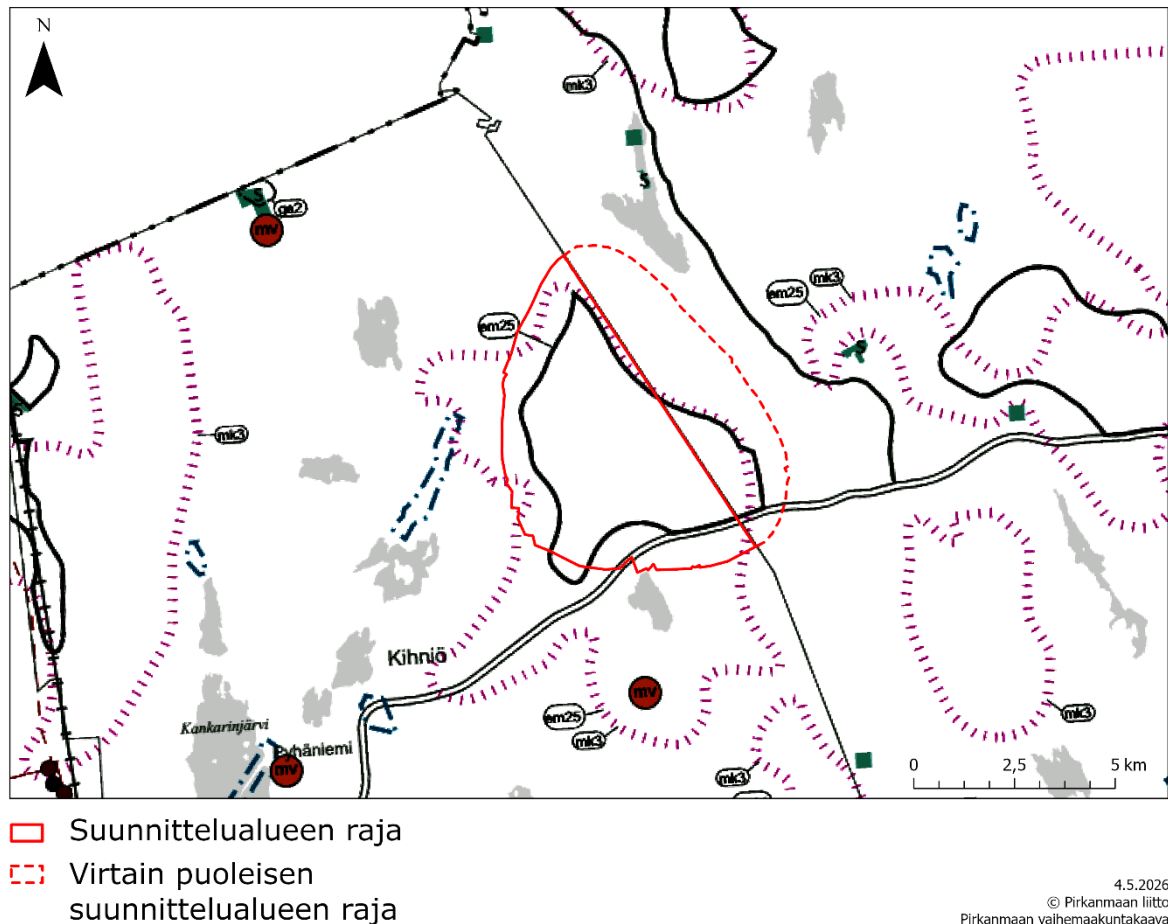 N
mk3
S
S
ge2
mv
em25
mk3
em25
S
S
mk3
Kihniö
mv
em25
mk3
mk3
Kankarinjärvi
Pyhäniemi
mv
mk3
0 2,5 5 km
Suunnittelualueen raja
Virtain puoleisen
suunnittelualueen raja
4.5.2026
© Pirkanmaan liitto
Pirkanmaan vaihemaakuntakaava